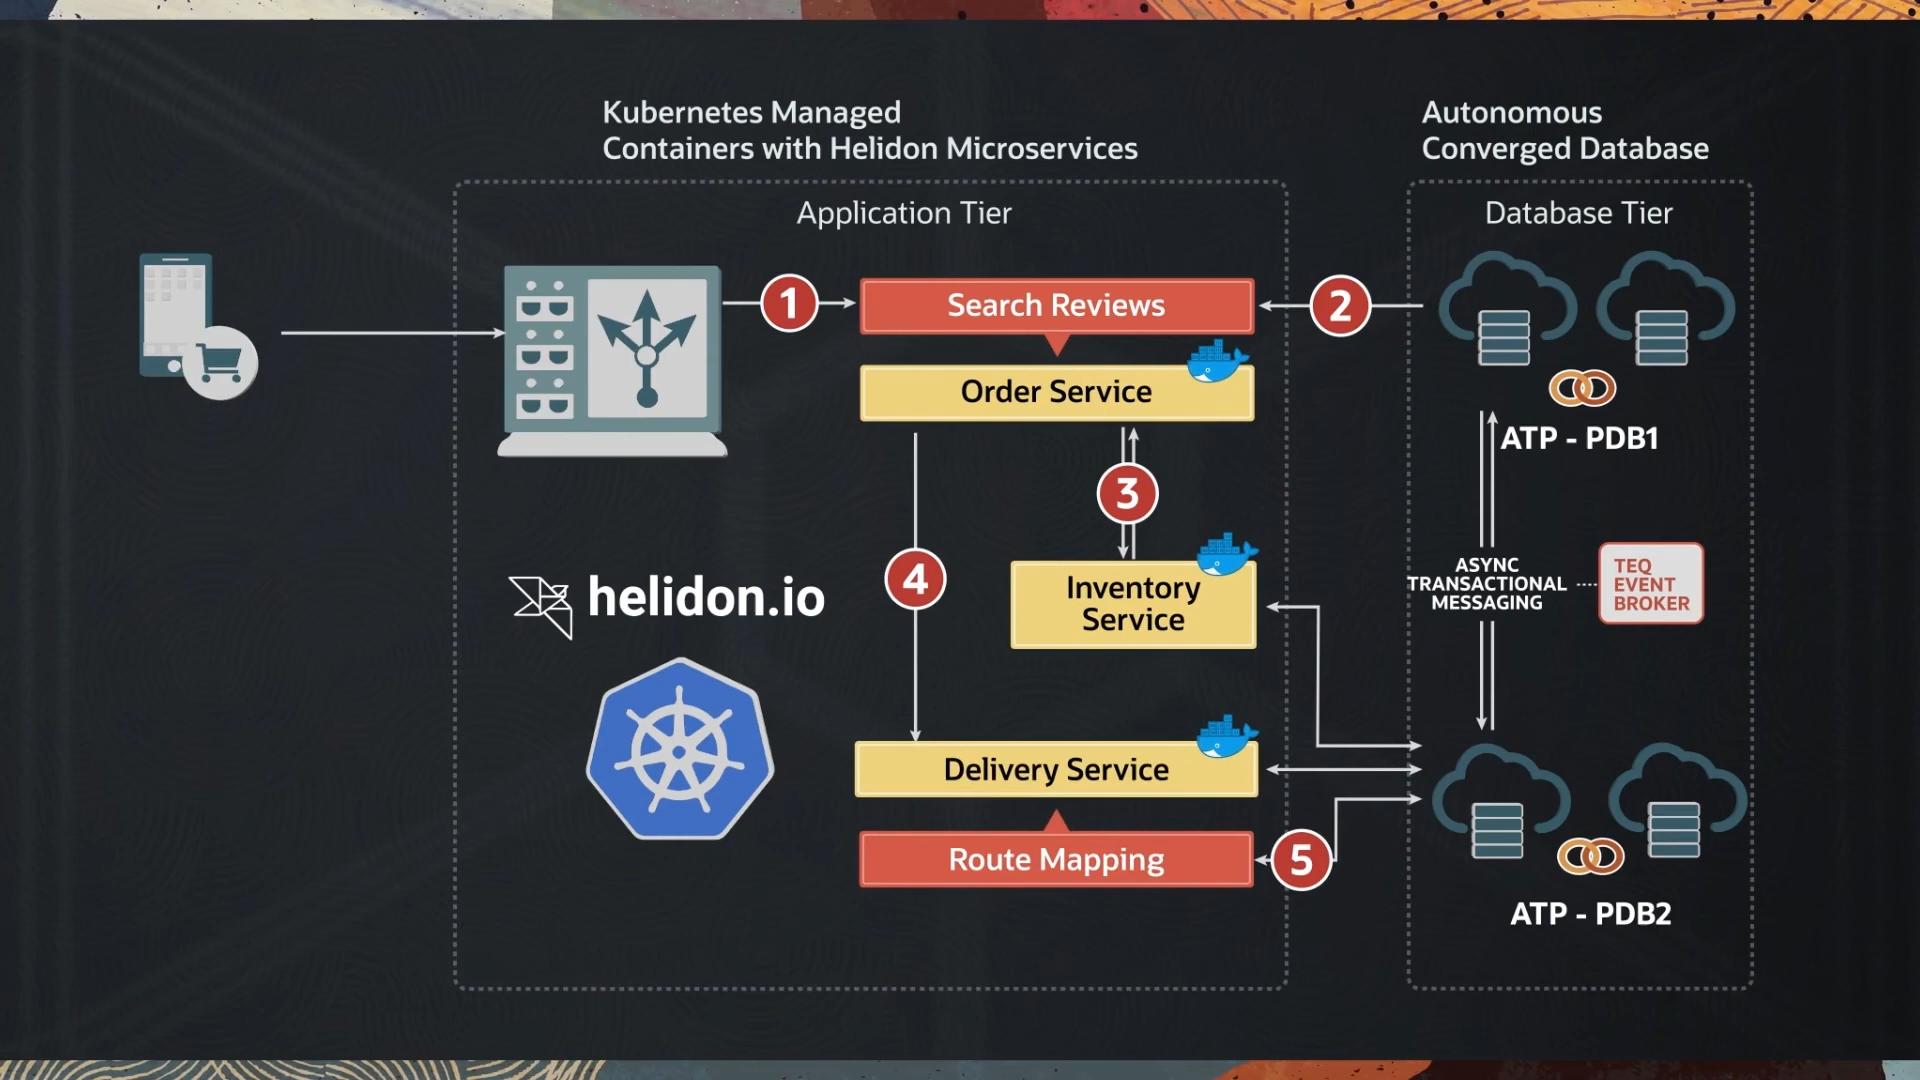 Kubernetes Managed
Containers with Helidon Microservices
Autonomous
Converged Database
Application Tier
Database Tier
1
Search Reviews
2
Order Service
ATP - PDB1
3
4
Inventory
Service
helidon.io
ASYNC
TRANSACTIONAL
MESSAGING
TEQ
EVENT
BROKER
Delivery Service
Route Mapping
5
ATP - PDB2